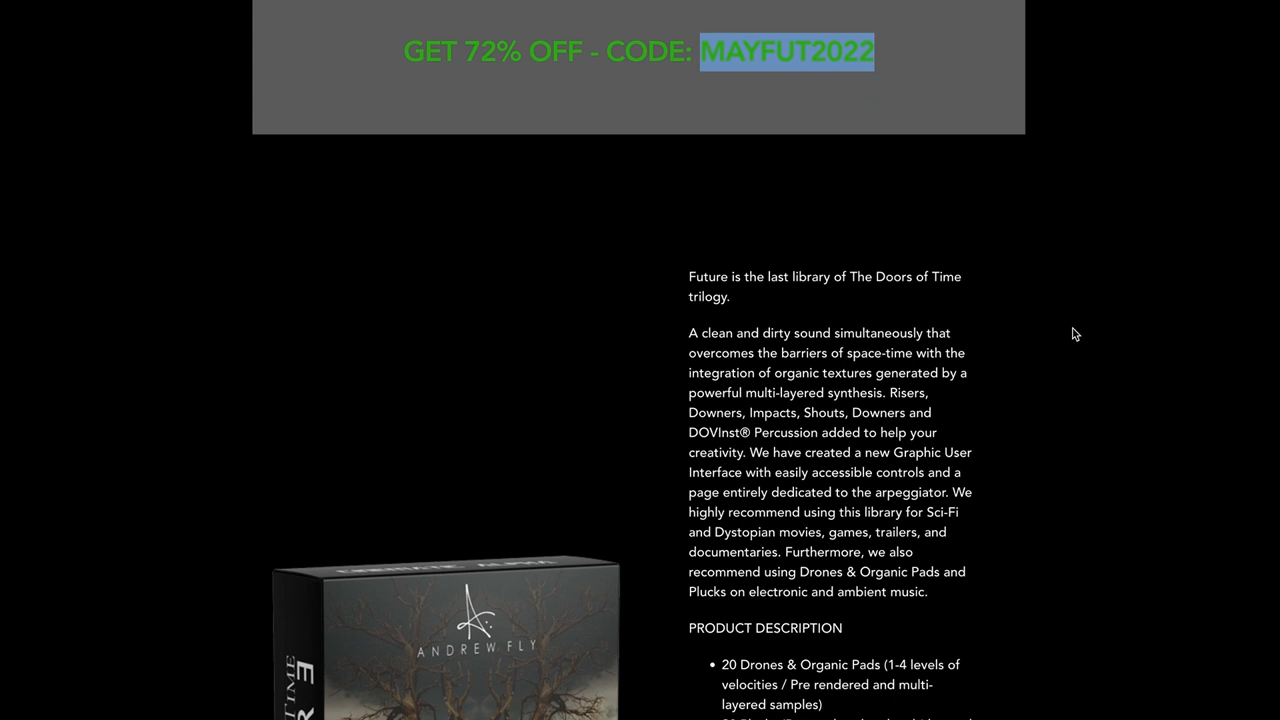 GET 72% OFF - CODE: MAYFUT2022
Future is the last library of The Doors of Time
trilogy.
A clean and dirty sound simultaneously that
overcomes the barriers of space-time with the
integration of organic textures generated by a
powerful multi-layered synthesis. Risers,
Downers, Impacts, Shouts, Downers and
DOVInst® Percussion added to help your
creativity. We have created a new Graphic User
Interface with easily accessible controls and a
page entirely dedicated to the arpeggiator. We
highly recommend using this library for Sci-Fi
and Dystopian movies, games, trailers, and
documentaries. Furthermore, we also
recommend using Drones & Organic Pads and
Plucks on electronic and ambient music.
PRODUCT DESCRIPTION
• 20 Drones & Organic Pads (1-4 levels of
velocities / Pre rendered and multi-
layered samples)
ANDREW FLY
TIME